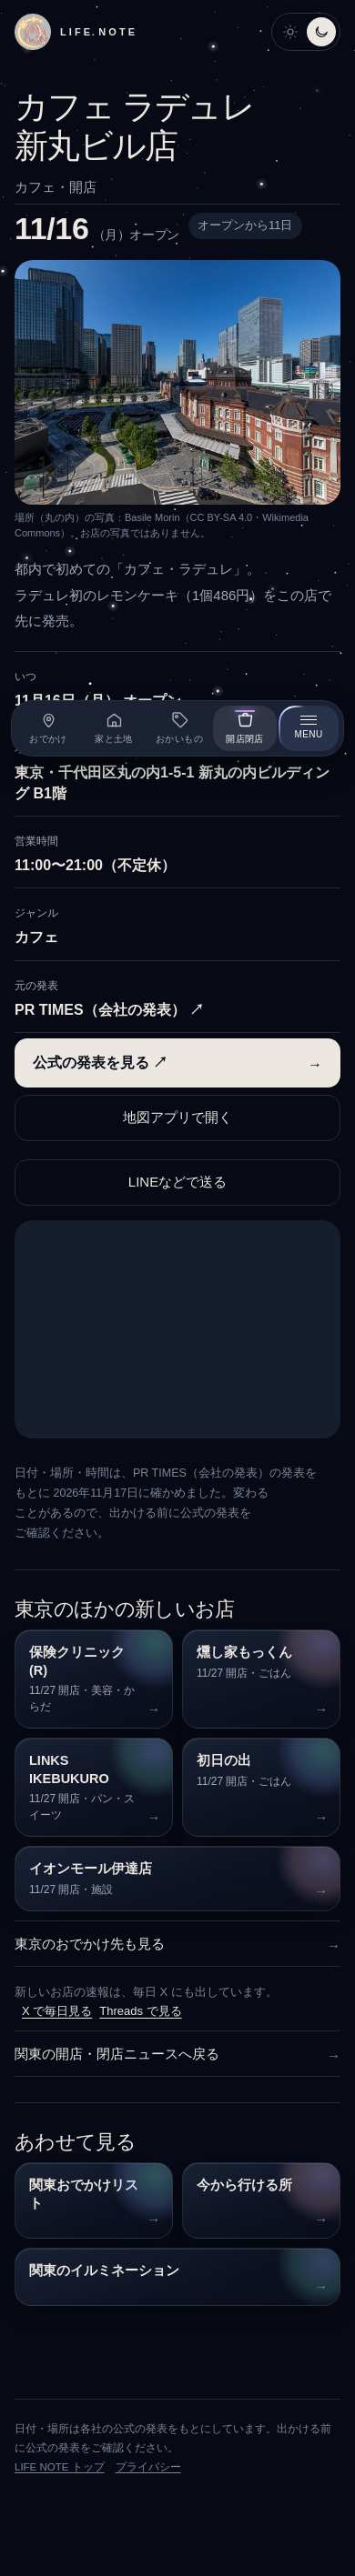 LIFE.NOTE
カフェ ラデュレ
新丸ビル店
カフェ・開店
11/16 （月）オープン オープンから11日
場所（丸の内）の写真：Basile Morin（CC BY-SA 4.0・Wikimedia
Commons）。お店の写真ではありません。
都内で初めての「カフェ・ラデュレ」。
ラデュレ初のレモンケーキ（1個486円）をこの店で
先に発売。
いつ
11月16日（月）オープン
おでかけ 家と土地 おかいもの 開店閉店 MENU
東京・千代田区丸の内1-5-1 新丸の内ビルディン
グ B1階
営業時間
11:00〜21:00（不定休）
ジャンル
カフェ
元の発表
PR TIMES（会社の発表） ↗
公式の発表を見る ↗ →
地図アプリで開く
LINEなどで送る
日付・場所・時間は、PR TIMES（会社の発表）の発表を
もとに 2026年11月17日に確かめました。変わる
ことがあるので、出かける前に公式の発表を
ご確認ください。
東京のほかの新しいお店
保険クリニック
(R)
11/27 開店・美容・か
らだ →
燻し家もっくん
11/27 開店・ごはん
→
LINKS
IKEBUKURO
11/27 開店・パン・ス
イーツ →
初日の出
11/27 開店・ごはん
→
イオンモール伊達店
11/27 開店・施設 →
東京のおでかけ先も見る →
新しいお店の速報は、毎日 X にも出しています。
X で毎日見る Threads で見る
関東の開店・閉店ニュースへ戻る →
あわせて見る
関東おでかけリス
ト →
今から行ける所
→
関東のイルミネーション
→
日付・場所は各社の公式の発表をもとにしています。出かける前
に公式の発表をご確認ください。
LIFE NOTE トップ プライバシー